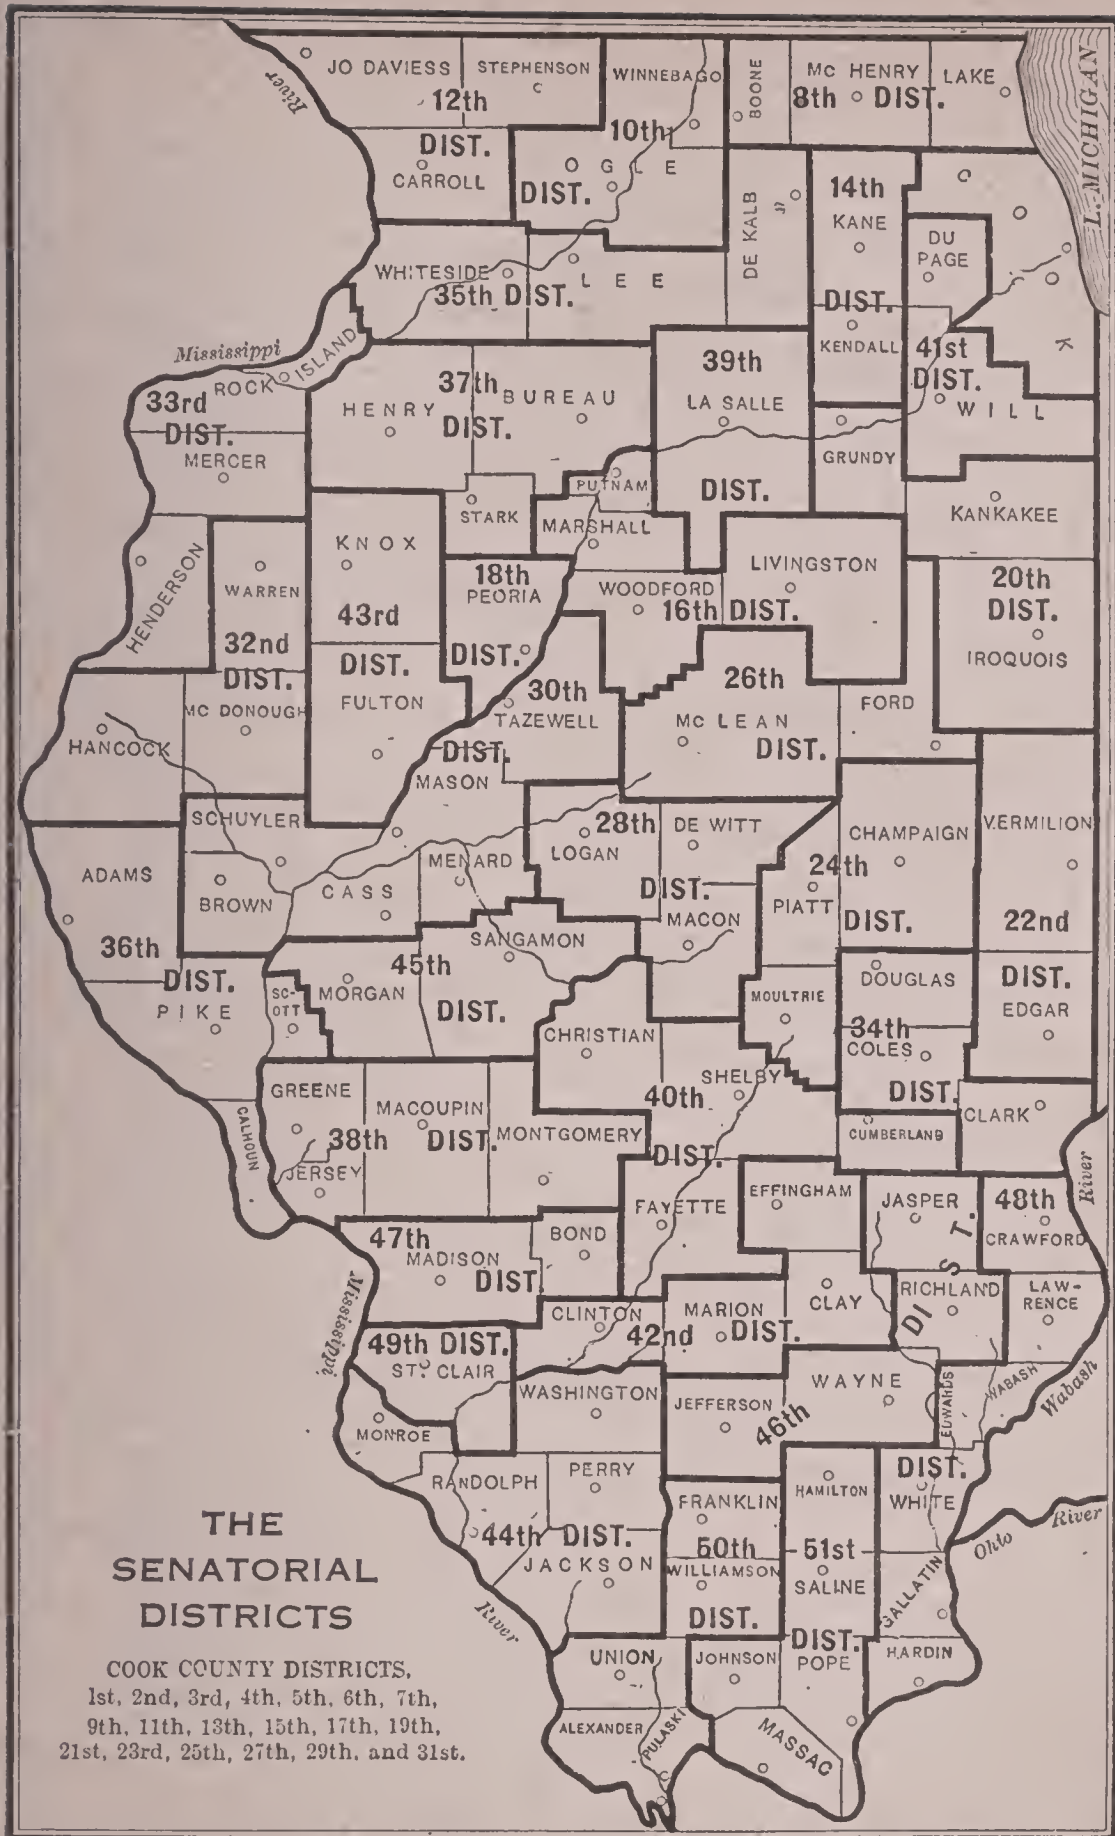 JO DAVIESS
STEPHENSON
WINNEBAGO
BOONE
Mc HENRY
LAKE
L. MICHIGAN
River
12th
DIST.
CARROLL
10th
OGLE
DIST.
8th DIST.
14th
KANE
DIST.
KENDALL
DE KALB
DU
PAGE
C
O
O
K
WHITESIDE
LEE
35th DIST.
Mississippi
ROCK ISLAND
33rd
DIST.
MERCER
HENRY
37th
DIST.
BUREAU
39th
LA SALLE
DIST.
41st
DIST.
WILL
GRUNDY
KANKAKEE
PUTNAM
STARK
MARSHALL
HENDERSON
WARREN
32nd
DIST.
MC DONOUGH
KNOX
43rd
DIST.
FULTON
18th
PEORIA
DIST.
WOODFORD
LIVINGSTON
16th DIST.
20th
DIST.
IROQUOIS
30th
TAZEWELL
DIST.
MASON
26th
Mc LEAN
DIST.
FORD
HANCOCK
SCHUYLER
ADAMS
BROWN
CASS
MENARD
28th
LOGAN
DE WITT
DIST.
MACON
24th
PIATT
CHAMPAIGN
DIST.
VERMILION
22nd
DIST.
EDGAR
36th
DIST.
PIKE
SC-
OTT
MORGAN
45th
SANGAMON
DIST.
CHRISTIAN
MOULTRIE
DOUGLAS
34th
COLES
DIST.
SHELBY
40th
DIST.
CUMBERLAND
CLARK
GREENE
CALHOUN
38th
JERSEY
MACOUPIN
DIST.
MONTGOMERY
FAYETTE
EFFINGHAM
JASPER
48th
CRAWFORD
River
DIST.
47th
MADISON
DIST
BOND
CLINTON
42nd
MARION
DIST.
CLAY
RICHLAND
LAW-
RENCE
Mississippi
49th DIST.
ST. CLAIR
WASHINGTON
JEFFERSON
WAYNE
46th
EDWARDS
WABASH
Wabash
MONROE
RANDOLPH
PERRY
44th DIST.
JACKSON
FRANKLIN
50th
WILLIAMSON
DIST.
HAMILTON
51st
SALINE
DIST.
POPE
DIST.
WHITE
Ohio River
GALLATIN
HARDIN
River
UNION
JOHNSON
ALEXANDER
PULASKI
MASSAC
THE
SENATORIAL
DISTRICTS
COOK COUNTY DISTRICTS.
1st, 2nd, 3rd, 4th, 5th, 6th, 7th,
9th, 11th, 13th, 15th, 17th, 19th,
21st, 23rd, 25th, 27th, 29th. and 31st.